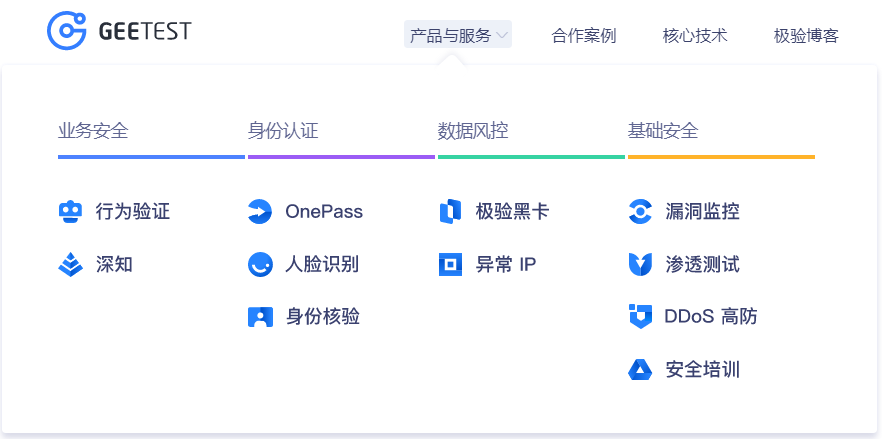 GEETEST
产品与服务
合作案例
核心技术
极验博客
业务安全
身份认证
数据风控
基础安全
行为验证
OnePass
极验黑卡
漏洞监控
深知
人脸识别
异常 IP
渗透测试
身份核验
DDoS 高防
安全培训